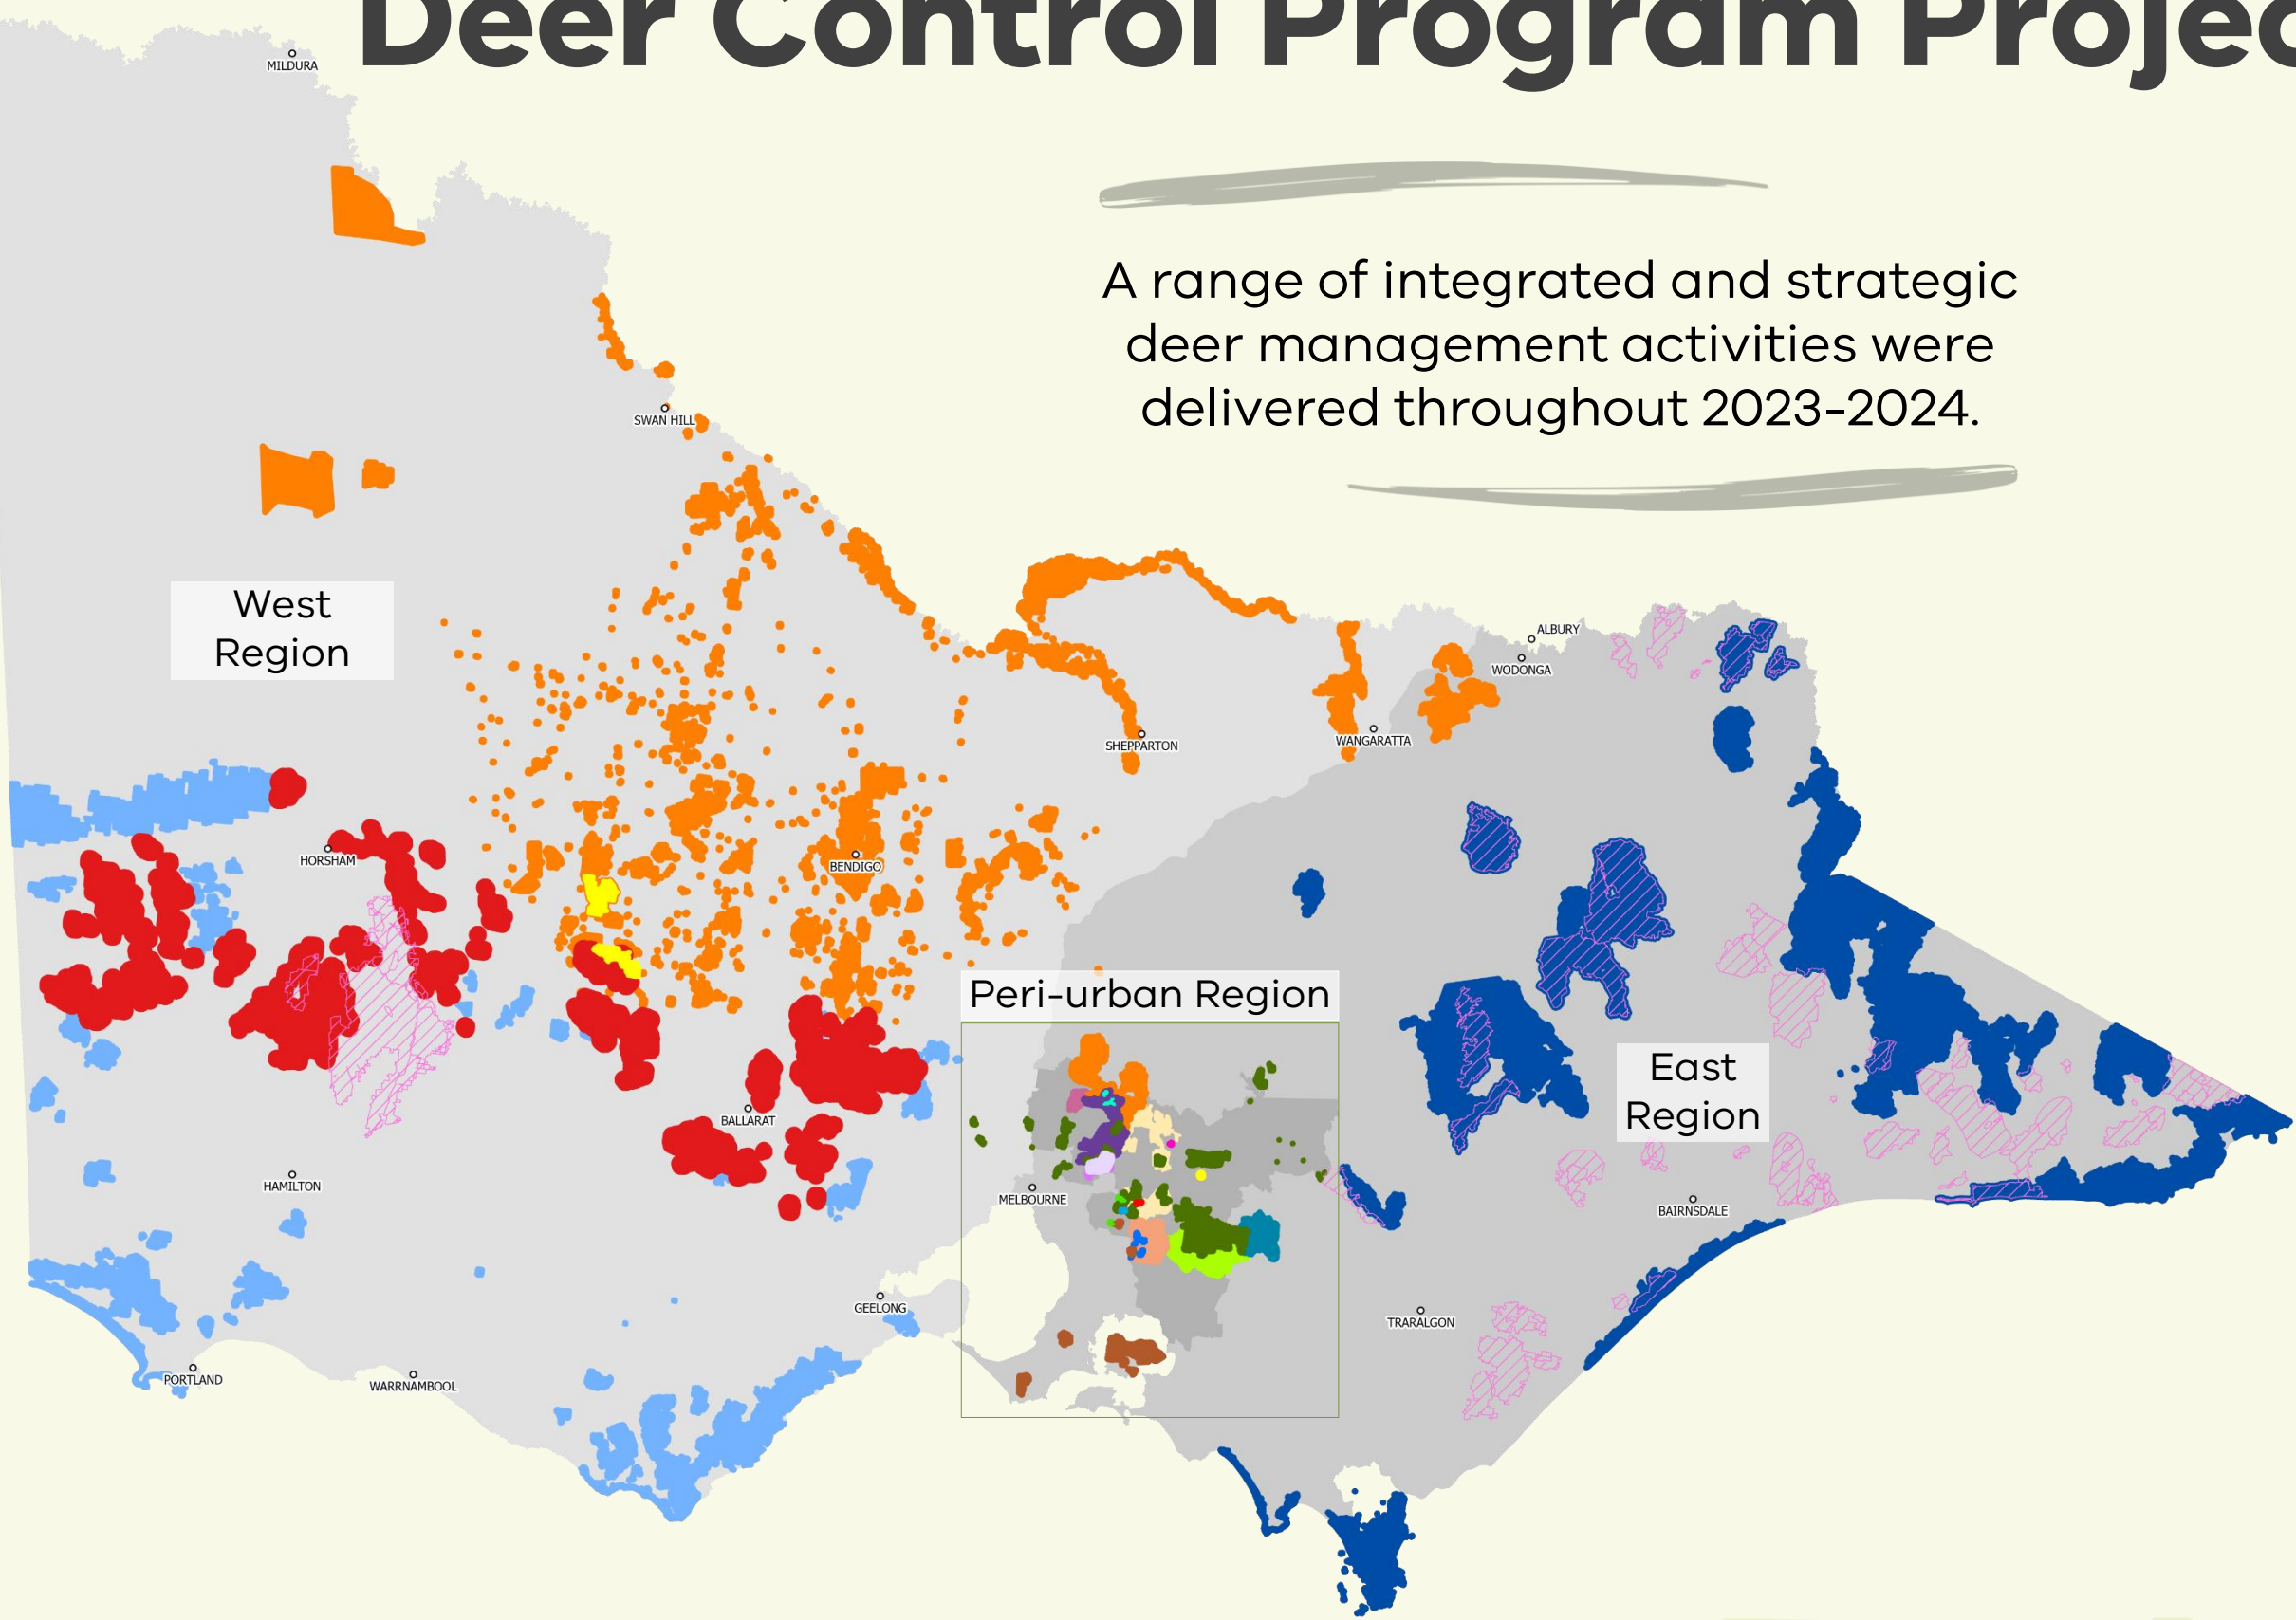 Deer Control Program Projec
MILDURA
A range of integrated and strategic
deer management activities were
delivered throughout 2023-2024.
SWAN HILL
West
Region
ALBURY
WODONGA
WANGARATTA
SHEPPARTON
HORSHAM
BENDIGO
Peri-urban Region
East
Region
BALLARAT
HAMILTON
MELBOURNE
BAIRNSDALE
GEELONG
TRARALGON
PORTLAND
WARRNAMBOOL